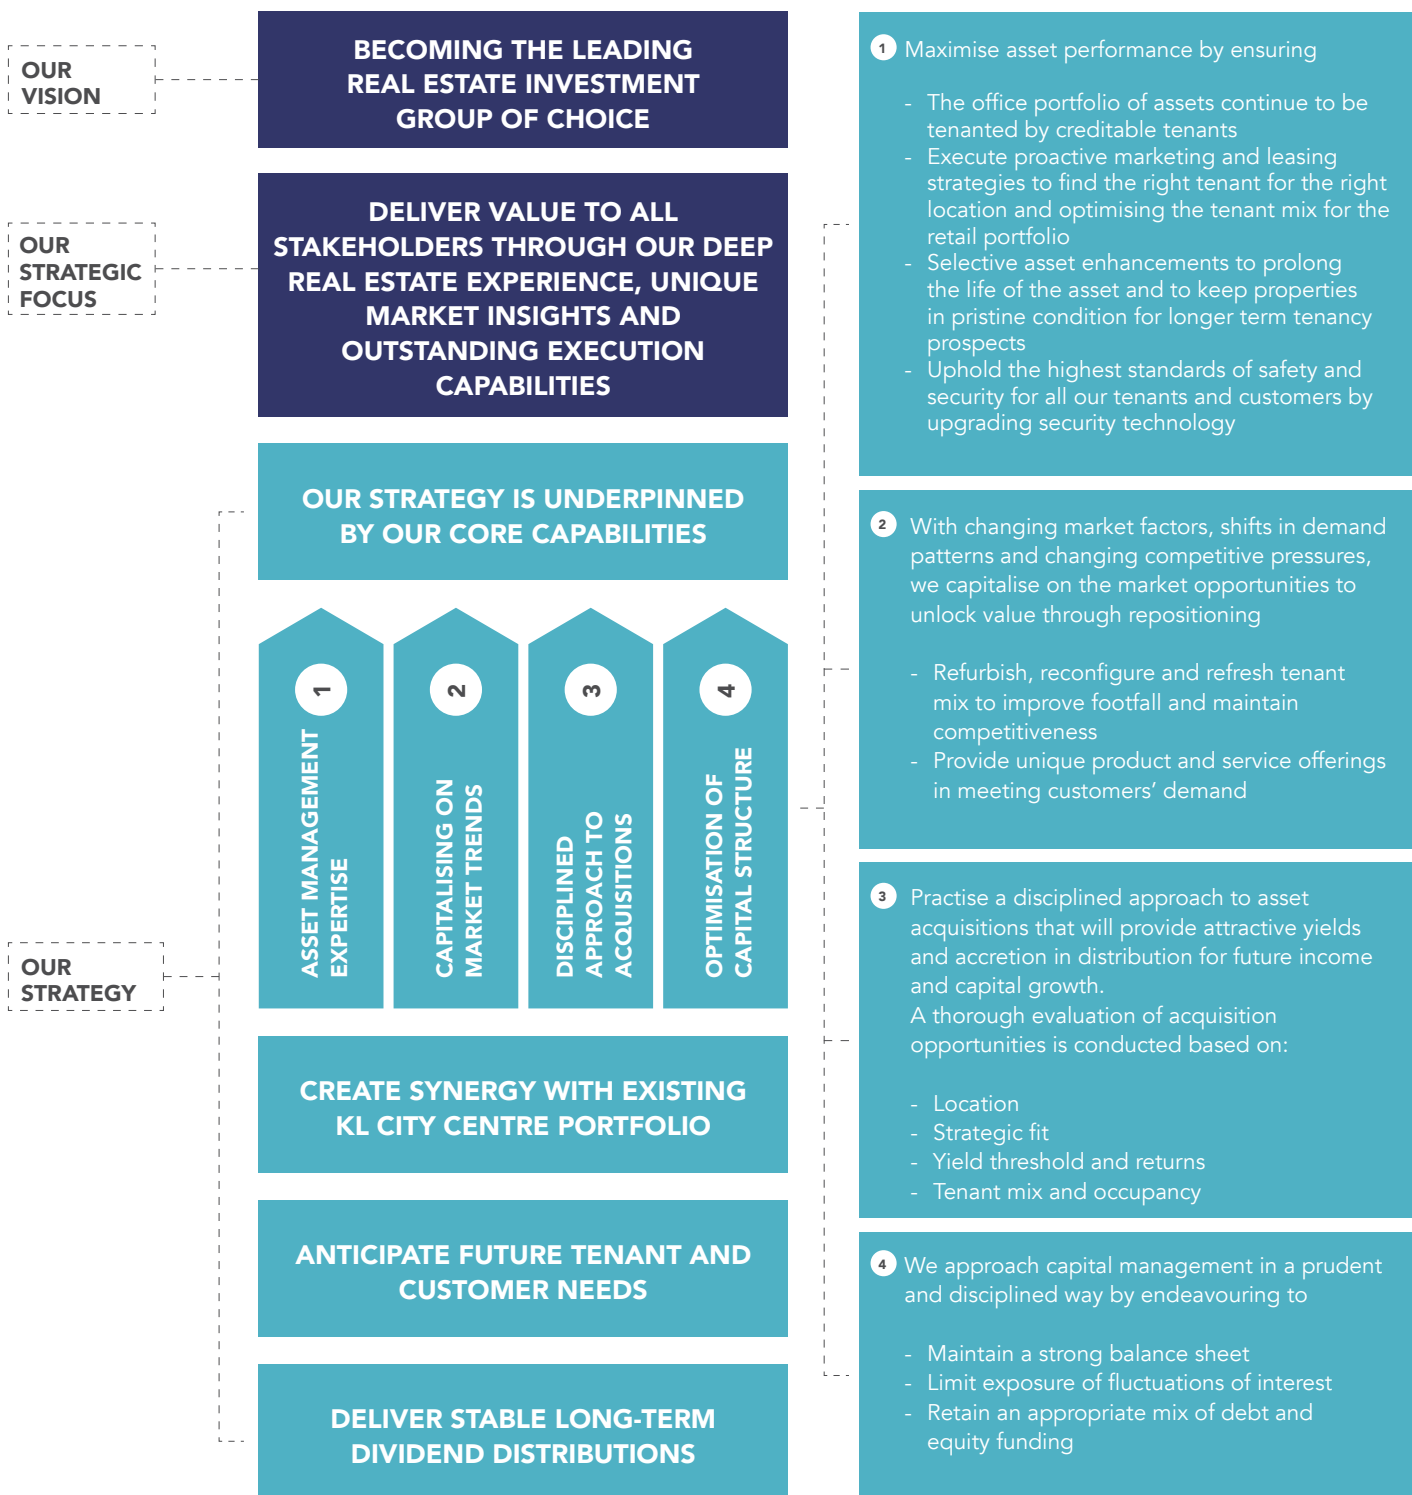 OUR
VISION
BECOMING THE LEADING
REAL ESTATE INVESTMENT
GROUP OF CHOICE
OUR
STRATEGIC
FOCUS
DELIVER VALUE TO ALL
STAKEHOLDERS THROUGH OUR DEEP
REAL ESTATE EXPERIENCE, UNIQUE
MARKET INSIGHTS AND
OUTSTANDING EXECUTION
CAPABILITIES
OUR
STRATEGY
OUR STRATEGY IS UNDERPINNED
BY OUR CORE CAPABILITIES
1
ASSET MANAGEMENT
EXPERTISE
2
CAPITALISING ON
MARKET TRENDS
3
DISCIPLINED
APPROACH TO
ACQUISITIONS
4
OPTIMISATION OF
CAPITAL STRUCTURE
CREATE SYNERGY WITH EXISTING
KL CITY CENTRE PORTFOLIO
ANTICIPATE FUTURE TENANT AND
CUSTOMER NEEDS
DELIVER STABLE LONG-TERM
DIVIDEND DISTRIBUTIONS
1 Maximise asset performance by ensuring
- The office portfolio of assets continue to be
tenanted by creditable tenants
- Execute proactive marketing and leasing
strategies to find the right tenant for the right
location and optimising the tenant mix for the
retail portfolio
- Selective asset enhancements to prolong
the life of the asset and to keep properties
in pristine condition for longer term tenancy
prospects
- Uphold the highest standards of safety and
security for all our tenants and customers by
upgrading security technology
2 With changing market factors, shifts in demand
patterns and changing competitive pressures,
we capitalise on the market opportunities to
unlock value through repositioning
- Refurbish, reconfigure and refresh tenant
mix to improve footfall and maintain
competitiveness
- Provide unique product and service offerings
in meeting customers’ demand
3 Practise a disciplined approach to asset
acquisitions that will provide attractive yields
and accretion in distribution for future income
and capital growth.
A thorough evaluation of acquisition
opportunities is conducted based on:
- Location
- Strategic fit
- Yield threshold and returns
- Tenant mix and occupancy
4 We approach capital management in a prudent
and disciplined way by endeavouring to
- Maintain a strong balance sheet
- Limit exposure of fluctuations of interest
- Retain an appropriate mix of debt and
equity funding